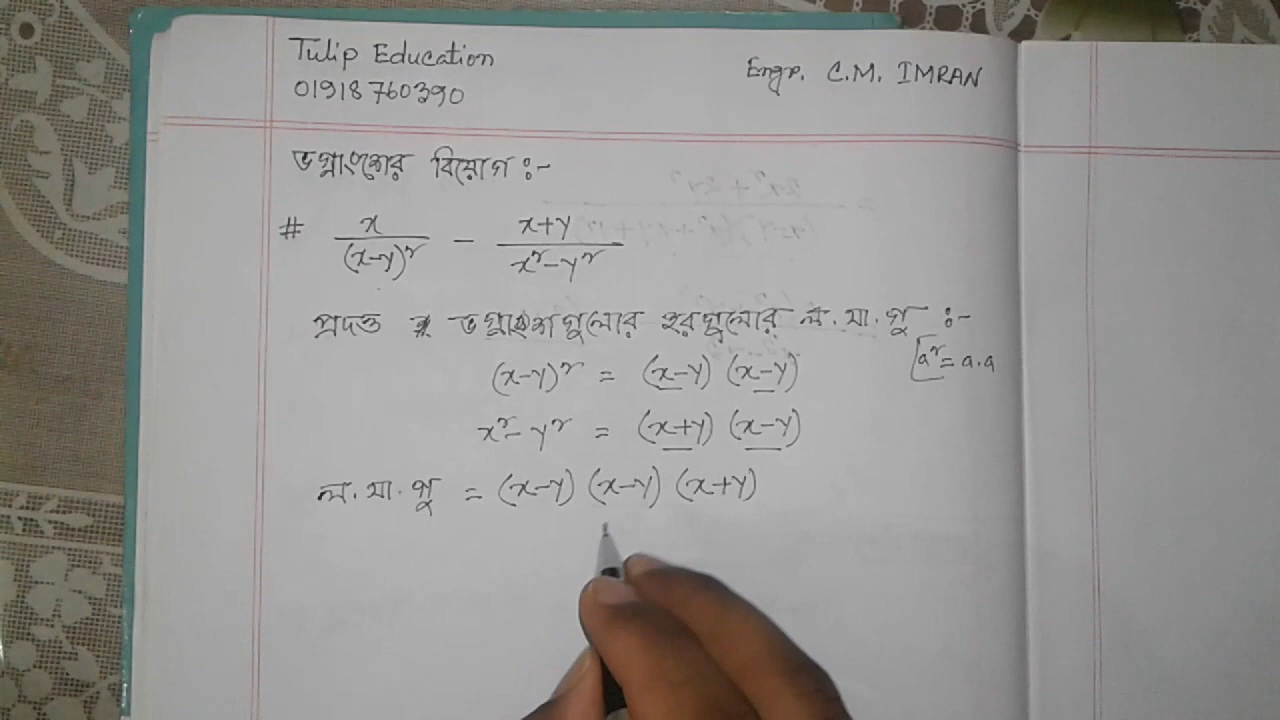 Tulip Education
01918760390
Engr. C.M. IMRAN
ভগ্নাংশের বিয়োগ :-
# x/(x-y)² - x+y/x²-y²
প্রদত্ত ভগ্নাংশগুলোর হরগুলোর ল.সা.গু :-
(x-y)² = (x-y) (x-y) [a² = a.a
x²-y² = (x+y) (x-y)
ল.সা.গু = (x-y) (x-y) (x+y)